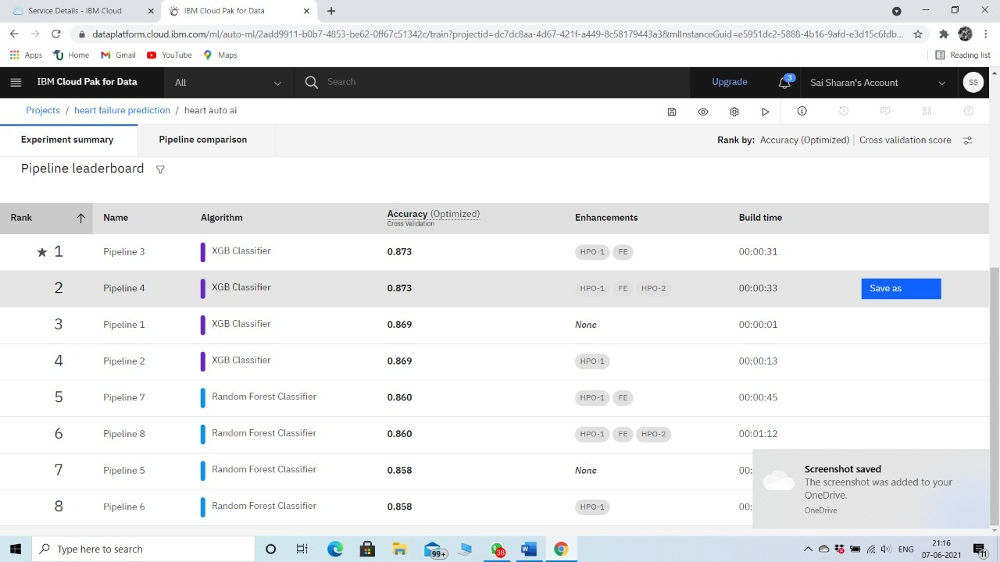 Service Details - IBM Cloud
IBM Cloud Pak for Data
dataplatform.cloud.ibm.com/ml/auto-ml/2add9911-b0b7-4853-be62-0ff67c51342c/train?projectid=dc7dc8aa-4d67-421f-a449-8c58179443a3&mlInstanceGuid=e5951dc2-5888-4b16-9afd-e3d15c6fdb...
Apps Home Gmail YouTube Maps Reading list
IBM Cloud Pak for Data All Search Upgrade 3 Sai Sharan's Account SS
Projects / heart failure prediction / heart auto ai
Experiment summary Pipeline comparison Rank by: Accuracy (Optimized) | Cross validation score
Pipeline leaderboard
Rank Name Algorithm Accuracy (Optimized) Enhancements Build time
Cross Validation
1 Pipeline 3 XGB Classifier 0.873 HPO-1 FE 00:00:31
2 Pipeline 4 XGB Classifier 0.873 HPO-1 FE HPO-2 00:00:33 Save as
3 Pipeline 1 XGB Classifier 0.869 None 00:00:01
4 Pipeline 2 XGB Classifier 0.869 HPO-1 00:00:13
5 Pipeline 7 Random Forest Classifier 0.860 HPO-1 FE 00:00:45
6 Pipeline 8 Random Forest Classifier 0.860 HPO-1 FE HPO-2 00:01:12
7 Pipeline 5 Random Forest Classifier 0.858 None 00:
8 Pipeline 6 Random Forest Classifier 0.858 HPO-1 00:
Screenshot saved
The screenshot was added to your
OneDrive.
OneDrive
Type here to search 99+ 38 ENG 21:16
07-06-2021 11